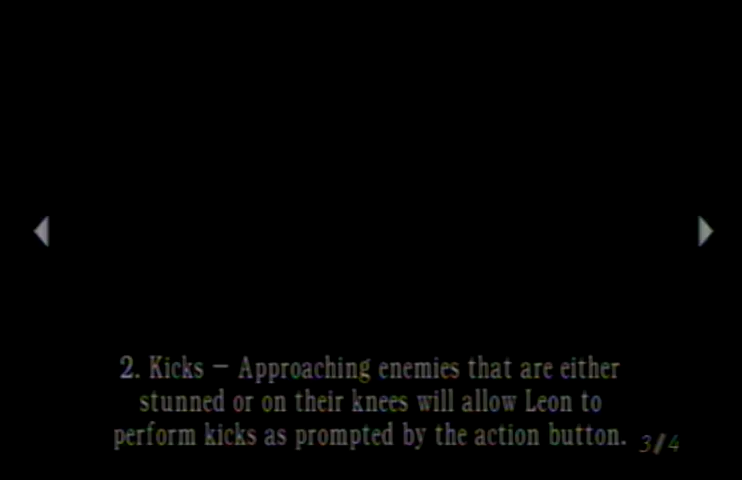 2. Kicks – Approaching enemies that are either
stunned or on their knees will allow Leon to
perform kicks as prompted by the action button.
3/4